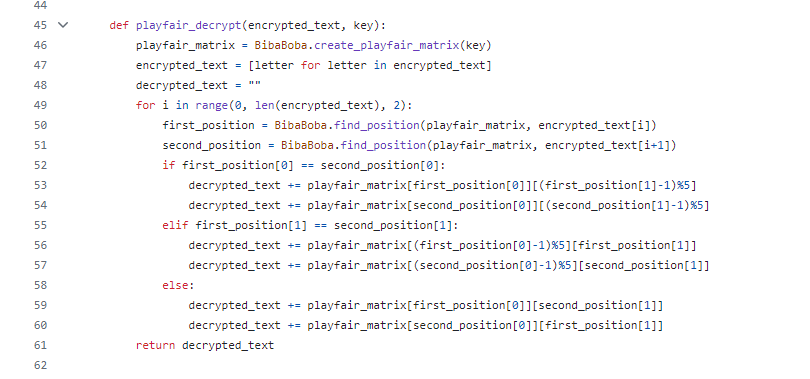 44
45 def playfair_decrypt(encrypted_text, key):
46 playfair_matrix = BibaBoba.create_playfair_matrix(key)
47 encrypted_text = [letter for letter in encrypted_text]
48 decrypted_text = ""
49 for i in range(0, len(encrypted_text), 2):
50 first_position = BibaBoba.find_position(playfair_matrix, encrypted_text[i])
51 second_position = BibaBoba.find_position(playfair_matrix, encrypted_text[i+1])
52 if first_position[0] == second_position[0]:
53 decrypted_text += playfair_matrix[first_position[0]][(first_position[1]-1)%5]
54 decrypted_text += playfair_matrix[second_position[0]][(second_position[1]-1)%5]
55 elif first_position[1] == second_position[1]:
56 decrypted_text += playfair_matrix[(first_position[0]-1)%5][first_position[1]]
57 decrypted_text += playfair_matrix[(second_position[0]-1)%5][second_position[1]]
58 else:
59 decrypted_text += playfair_matrix[first_position[0]][second_position[1]]
60 decrypted_text += playfair_matrix[second_position[0]][first_position[1]]
61 return decrypted_text
62